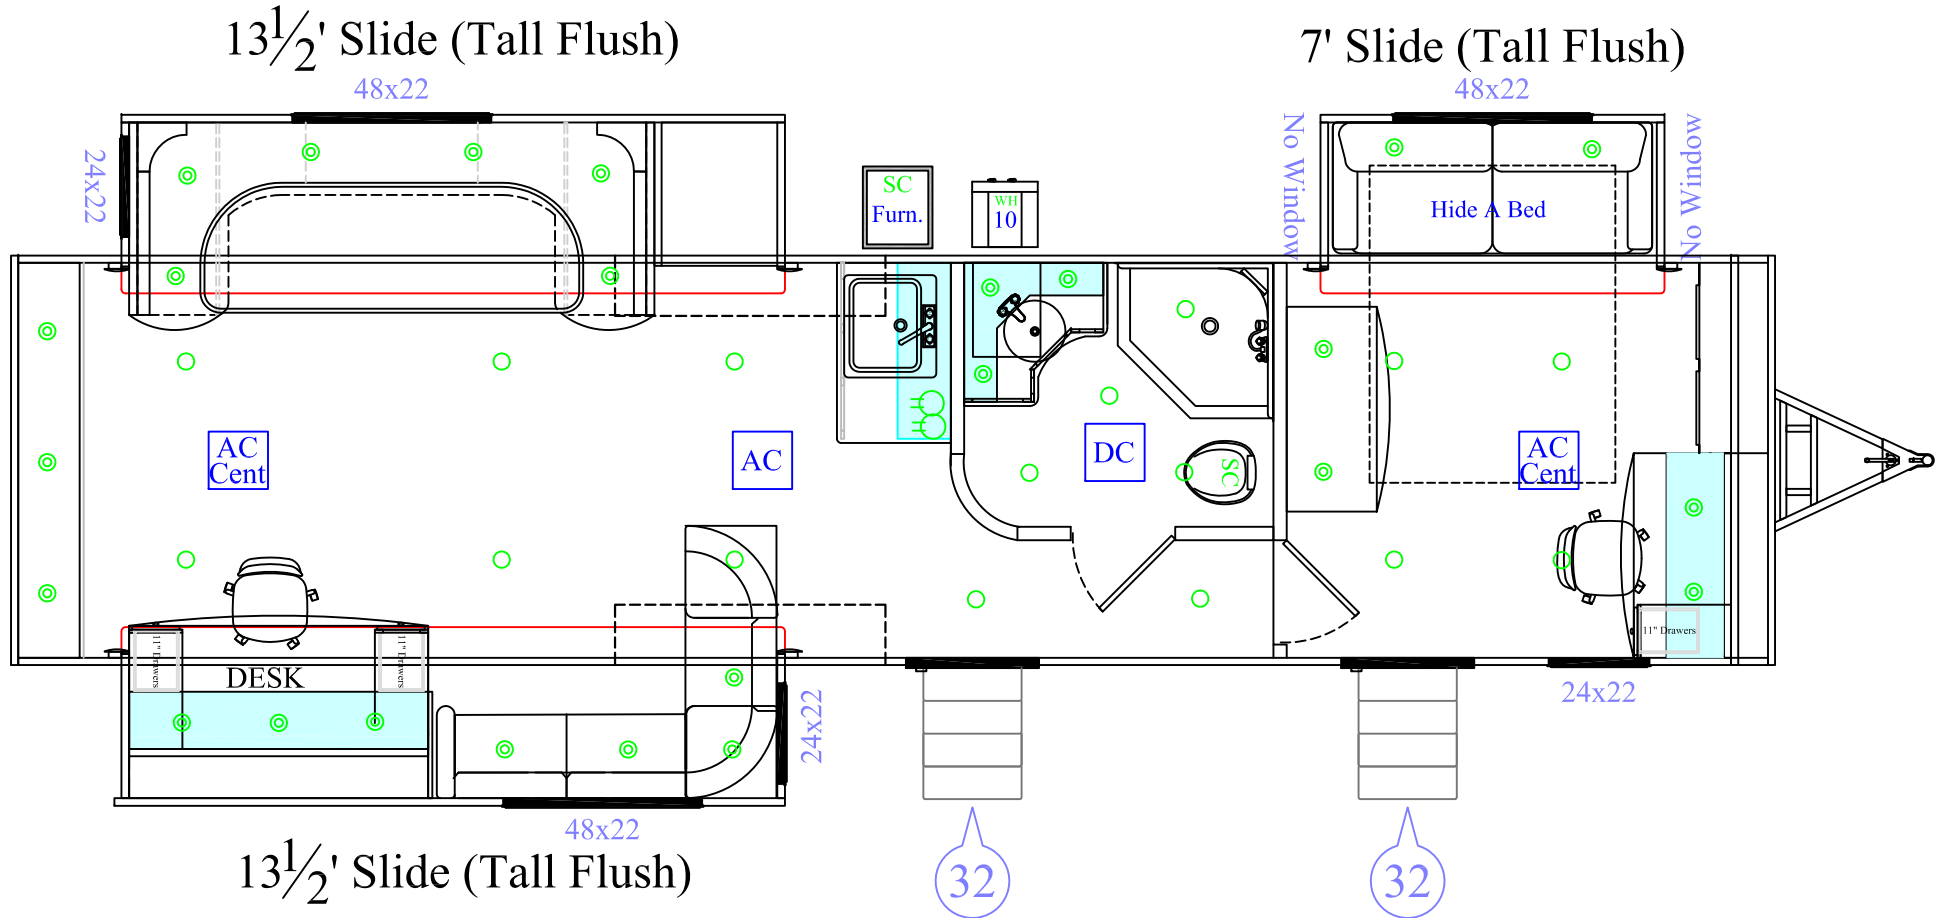 13½' Slide (Tall Flush)
7' Slide (Tall Flush)
48x22
48x22
24x22
No Window
No Window
SC
Furn.
WH
10
Hide A Bed
AC
Cent
AC
DC
SC
AC
Cent
11" Drawers
11" Drawers
DESK
11" Drawers
24x22
24x22
48x22
13½' Slide (Tall Flush)
32
32